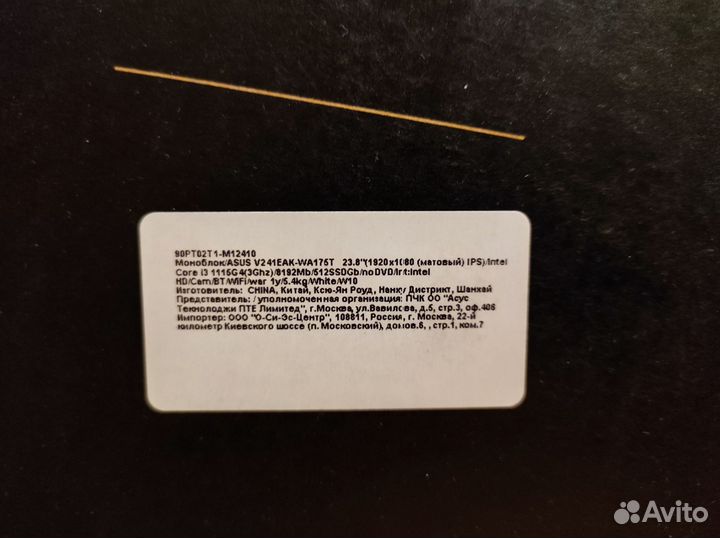 90PT02T1-M12410
Моноблок/ASUS V241EAK-WA175T 23.8"(1920x1080 (матовый) IPS)/Intel
Core i3 1115G4(3Ghz)/8192Mb/512SSDGb/noDVD/Int:Intel
HD/Cam/BT/WiFi/war 1y/5.4kg/White/W10
Изготовитель: CHINA, Китай, Ксю-Ян Роуд, Нанху Дистрикт, Шанхай
Представитель: / уполномоченная организация: ПЧК ОО "Асус
Текнолоджи ПТЕ Лимитед", г.Москва, ул.Вавилова, д.5, стр.3, оф.406
Импортер: ООО "О-Си-Эс-Центр", 108811, Россия, г. Москва, 22-й
километр Киевского шоссе (п. Московский), домов.6, , стр.1, ком.7
Avito